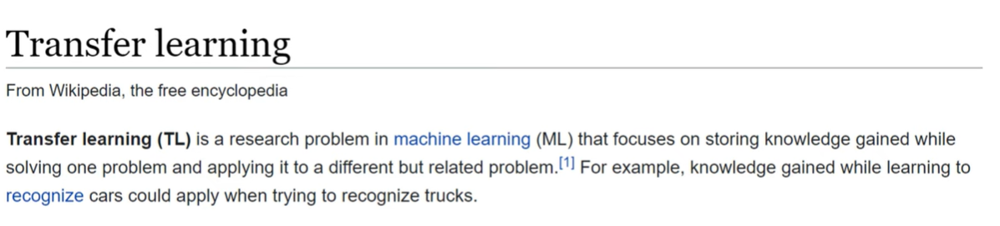 Transfer learning
From Wikipedia, the free encyclopedia
Transfer learning (TL) is a research problem in machine learning (ML) that focuses on storing knowledge gained while
solving one problem and applying it to a different but related problem.[1] For example, knowledge gained while learning to
recognize cars could apply when trying to recognize trucks.